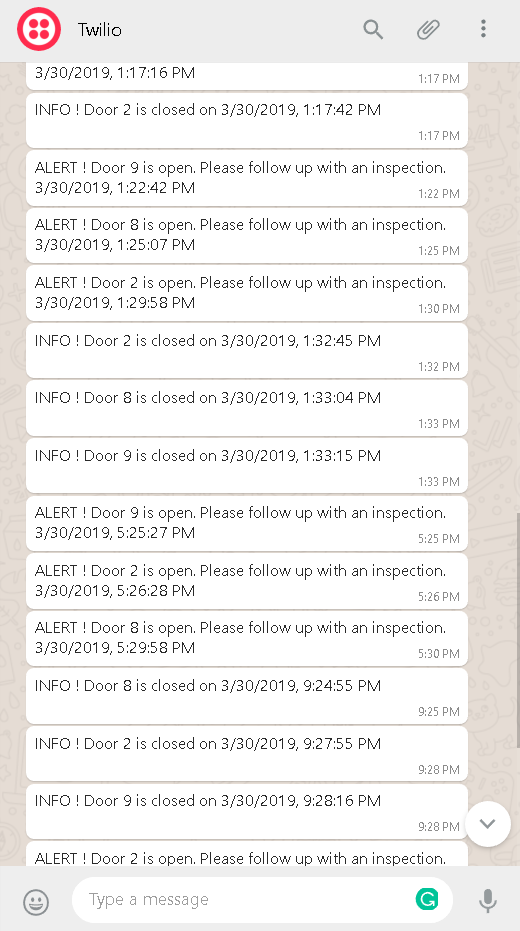 Twilio
3/30/2019, 1:17:16 PM
1:17 PM
INFO ! Door 2 is closed on 3/30/2019, 1:17:42 PM
1:17 PM
ALERT ! Door 9 is open. Please follow up with an inspection.
3/30/2019, 1:22:42 PM
1:22 PM
ALERT ! Door 8 is open. Please follow up with an inspection.
3/30/2019, 1:25:07 PM
1:25 PM
ALERT ! Door 2 is open. Please follow up with an inspection.
3/30/2019, 1:29:58 PM
1:30 PM
INFO ! Door 2 is closed on 3/30/2019, 1:32:45 PM
1:32 PM
INFO ! Door 8 is closed on 3/30/2019, 1:33:04 PM
1:33 PM
INFO ! Door 9 is closed on 3/30/2019, 1:33:15 PM
1:33 PM
ALERT ! Door 9 is open. Please follow up with an inspection.
3/30/2019, 5:25:27 PM
5:25 PM
ALERT ! Door 2 is open. Please follow up with an inspection.
3/30/2019, 5:26:28 PM
5:26 PM
ALERT ! Door 8 is open. Please follow up with an inspection.
3/30/2019, 5:29:58 PM
5:30 PM
INFO ! Door 8 is closed on 3/30/2019, 9:24:55 PM
9:25 PM
INFO ! Door 2 is closed on 3/30/2019, 9:27:55 PM
9:28 PM
INFO ! Door 9 is closed on 3/30/2019, 9:28:16 PM
9:28 PM
ALERT ! Door 2 is open. Please follow up with an inspection.
Type a message